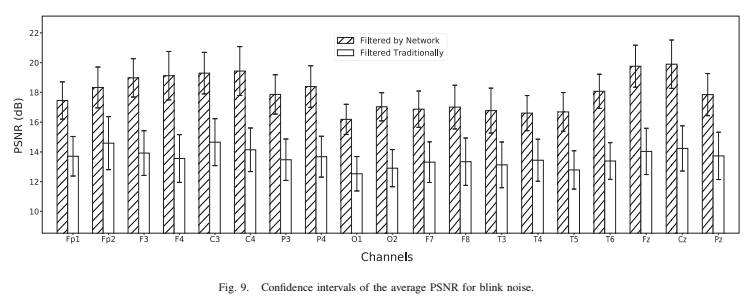 Filtered by Network
Filtered Traditionally
PSNR (dB)
22
20
18
16
14
12
10
Fp1 Fp2 F3 F4 C3 C4 P3 P4 O1 O2 F7 F8 T3 T4 T5 T6 Fz Cz Pz
Channels
Fig. 9. Confidence intervals of the average PSNR for blink noise.